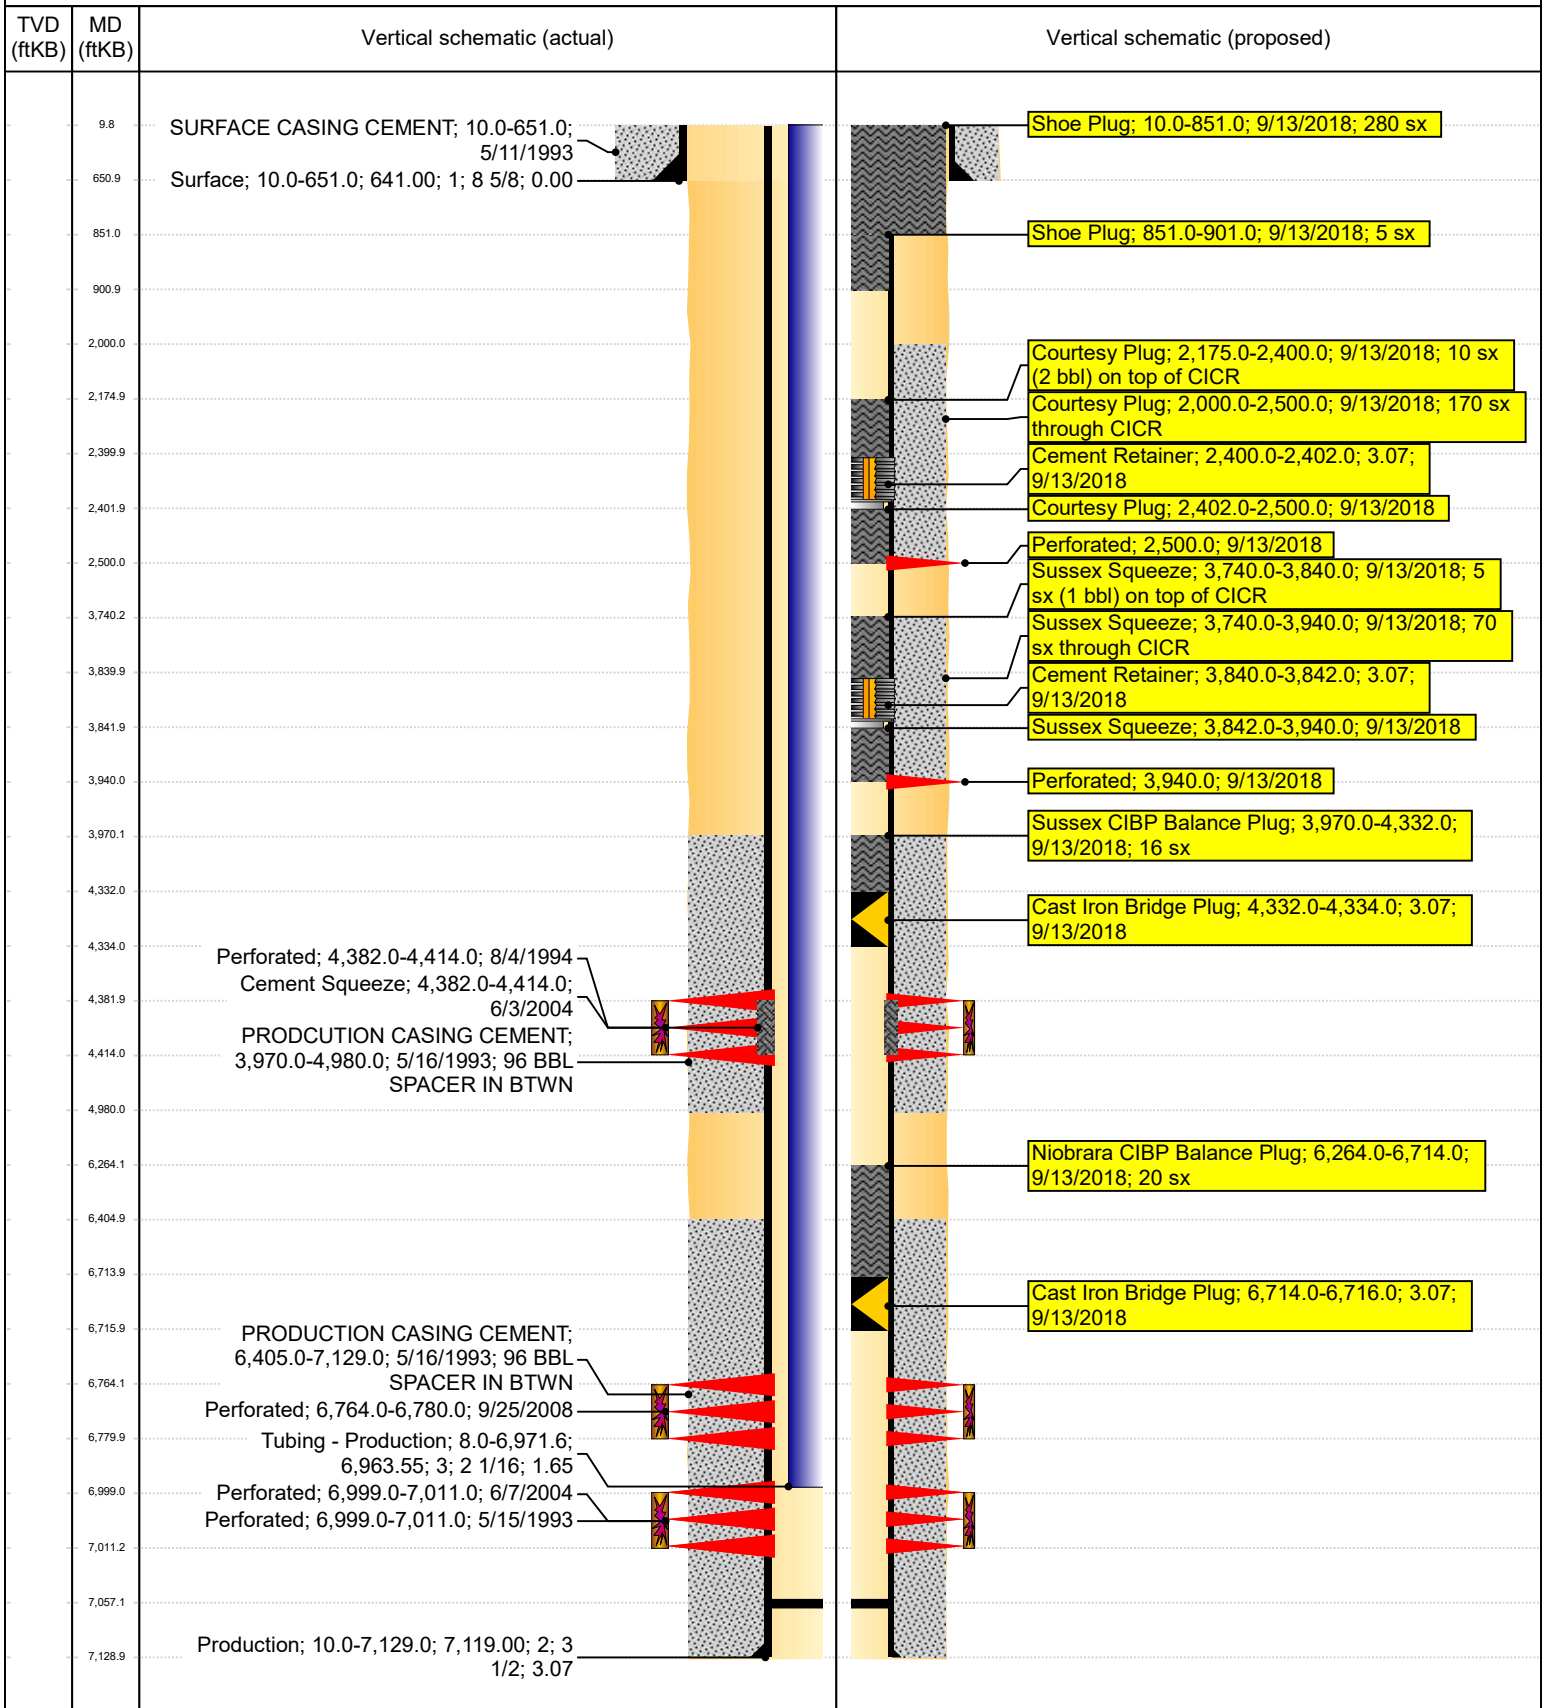 TVD
(ftKB)
MD
(ftKB)
Vertical schematic (actual)
Vertical schematic (proposed)
9.8
650.9
851.0
900.9
2,000.0
2,174.9
2,399.9
2,401.9
2,500.0
3,740.2
3,839.9
3,841.9
3,940.0
3,970.1
4,332.0
4,334.0
4,381.9
4,414.0
4,980.0
6,264.1
6,404.9
6,713.9
6,715.9
6,764.1
6,779.9
6,999.0
7,011.2
7,057.1
7,128.9
SURFACE CASING CEMENT; 10.0-651.0;
5/11/1993
Surface; 10.0-651.0; 641.00; 1; 8 5/8; 0.00
Perforated; 4,382.0-4,414.0; 8/4/1994
Cement Squeeze; 4,382.0-4,414.0;
6/3/2004
PRODCUTION CASING CEMENT;
3,970.0-4,980.0; 5/16/1993; 96 BBL
SPACER IN BTWN
PRODUCTION CASING CEMENT;
6,405.0-7,129.0; 5/16/1993; 96 BBL
SPACER IN BTWN
Perforated; 6,764.0-6,780.0; 9/25/2008
Tubing - Production; 8.0-6,971.6;
6,963.55; 3; 2 1/16; 1.65
Perforated; 6,999.0-7,011.0; 6/7/2004
Perforated; 6,999.0-7,011.0; 5/15/1993
Production; 10.0-7,129.0; 7,119.00; 2; 3
1/2; 3.07
Shoe Plug; 10.0-851.0; 9/13/2018; 280 sx
Shoe Plug; 851.0-901.0; 9/13/2018; 5 sx
Courtesy Plug; 2,175.0-2,400.0; 9/13/2018; 10 sx
(2 bbl) on top of CICR
Courtesy Plug; 2,000.0-2,500.0; 9/13/2018; 170 sx
through CICR
Cement Retainer; 2,400.0-2,402.0; 3.07;
9/13/2018
Courtesy Plug; 2,402.0-2,500.0; 9/13/2018
Perforated; 2,500.0; 9/13/2018
Sussex Squeeze; 3,740.0-3,840.0; 9/13/2018; 5
sx (1 bbl) on top of CICR
Sussex Squeeze; 3,740.0-3,940.0; 9/13/2018; 70
sx through CICR
Cement Retainer; 3,840.0-3,842.0; 3.07;
9/13/2018
Sussex Squeeze; 3,842.0-3,940.0; 9/13/2018
Perforated; 3,940.0; 9/13/2018
Sussex CIBP Balance Plug; 3,970.0-4,332.0;
9/13/2018; 16 sx
Cast Iron Bridge Plug; 4,332.0-4,334.0; 3.07;
9/13/2018
Niobrara CIBP Balance Plug; 6,264.0-6,714.0;
9/13/2018; 20 sx
Cast Iron Bridge Plug; 6,714.0-6,716.0; 3.07;
9/13/2018